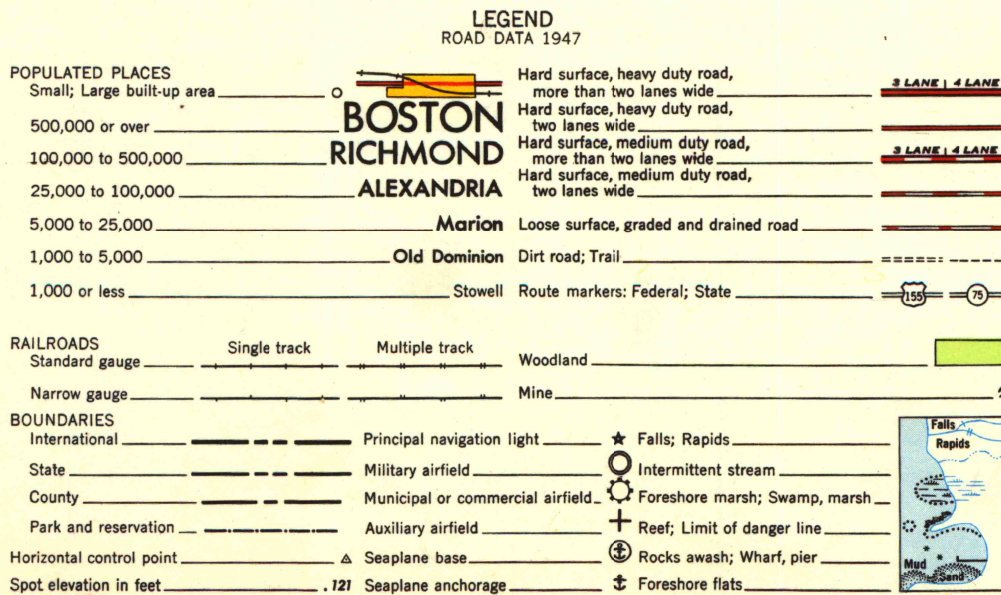 LEGEND
ROAD DATA 1947
POPULATED PLACES
Small; Large built-up area
500,000 or over BOSTON
100,000 to 500,000 RICHMOND
25,000 to 100,000 ALEXANDRIA
5,000 to 25,000 Marion
1,000 to 5,000 Old Dominion
1,000 or less Stowell
Hard surface, heavy duty road,
more than two lanes wide 3 LANE | 4 LANE
Hard surface, heavy duty road,
two lanes wide
Hard surface, medium duty road,
more than two lanes wide 3 LANE | 4 LANE
Hard surface, medium duty road,
two lanes wide
Loose surface, graded and drained road
Dirt road; Trail
Route markers: Federal; State 155 75
RAILROADS
Single track Multiple track
Standard gauge
Narrow gauge
Woodland
Mine
BOUNDARIES
International
State
County
Park and reservation
Horizontal control point
Spot elevation in feet .121
Principal navigation light
Military airfield
Municipal or commercial airfield
Auxiliary airfield
Seaplane base
Seaplane anchorage
Falls; Rapids
Intermittent stream
Foreshore marsh; Swamp, marsh
Reef; Limit of danger line
Rocks awash; Wharf, pier
Foreshore flats
Falls
Rapids
Mud
Sand